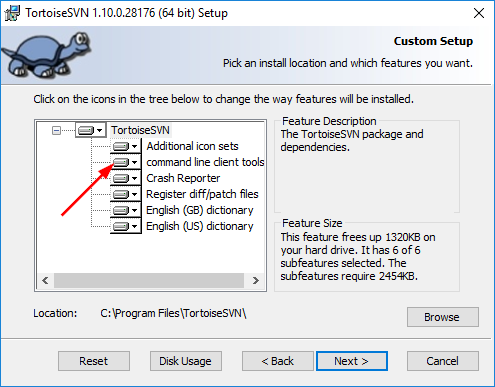 TortoiseSVN 1.10.0.28176 (64 bit) Setup
Custom Setup
Pick an install location and which features you want.
Click on the icons in the tree below to change the way features will be installed.
TortoiseSVN
Additional icon sets
command line client tools
Crash Reporter
Register diff/patch files
English (GB) dictionary
English (US) dictionary
Feature Description
The TortoiseSVN package and
dependencies.
Feature Size
This feature frees up 1320KB on
your hard drive. It has 6 of 6
subfeatures selected. The
subfeatures require 2454KB.
Location: C:\Program Files\TortoiseSVN\
Browse
Reset Disk Usage < Back Next > Cancel